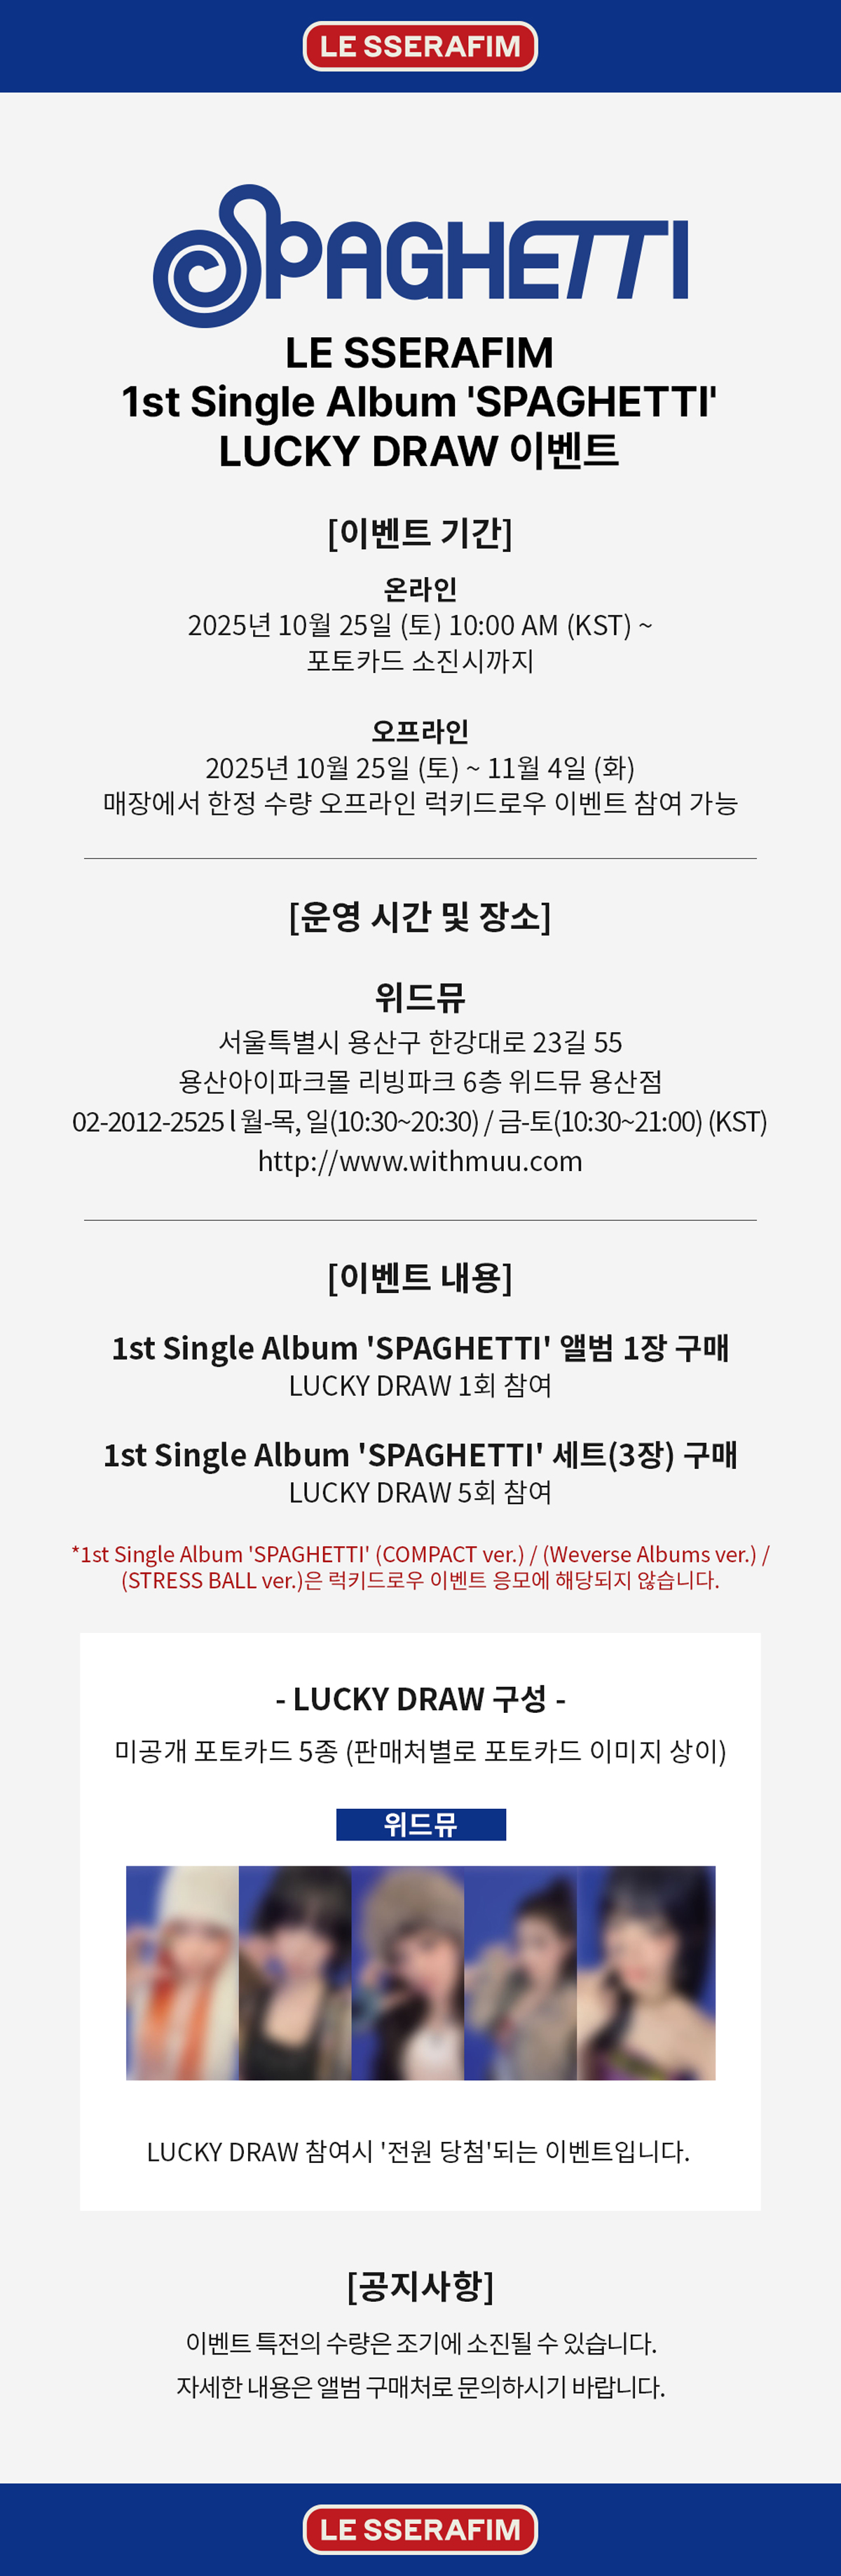 LE SSERAFIM
SPAGHETTI
LE SSERAFIM
1st Single Album 'SPAGHETTI'
LUCKY DRAW 이벤트
[이벤트 기간]
온라인
2025년 10월 25일 (토) 10:00 AM (KST) ~
포토카드 소진시까지
오프라인
2025년 10월 25일 (토) ~ 11월 4일 (화)
매장에서 한정 수량 오프라인 럭키드로우 이벤트 참여 가능
[운영 시간 및 장소]
위드뮤
서울특별시 용산구 한강대로 23길 55
용산아이파크몰 리빙파크 6층 위드뮤 용산점
02-2012-2525 l 월-목, 일(10:30~20:30) / 금-토(10:30~21:00) (KST)
http://www.withmuu.com
[이벤트 내용]
1st Single Album 'SPAGHETTI' 앨범 1장 구매
LUCKY DRAW 1회 참여
1st Single Album 'SPAGHETTI' 세트(3장) 구매
LUCKY DRAW 5회 참여
*1st Single Album 'SPAGHETTI' (COMPACT ver.) / (Weverse Albums ver.) /
(STRESS BALL ver.)은 럭키드로우 이벤트 응모에 해당되지 않습니다.
- LUCKY DRAW 구성 -
미공개 포토카드 5종 (판매처별로 포토카드 이미지 상이)
위드뮤
LUCKY DRAW 참여시 '전원 당첨'되는 이벤트입니다.
[공지사항]
이벤트 특전의 수량은 조기에 소진될 수 있습니다.
자세한 내용은 앨범 구매처로 문의하시기 바랍니다.
LE SSERAFIM